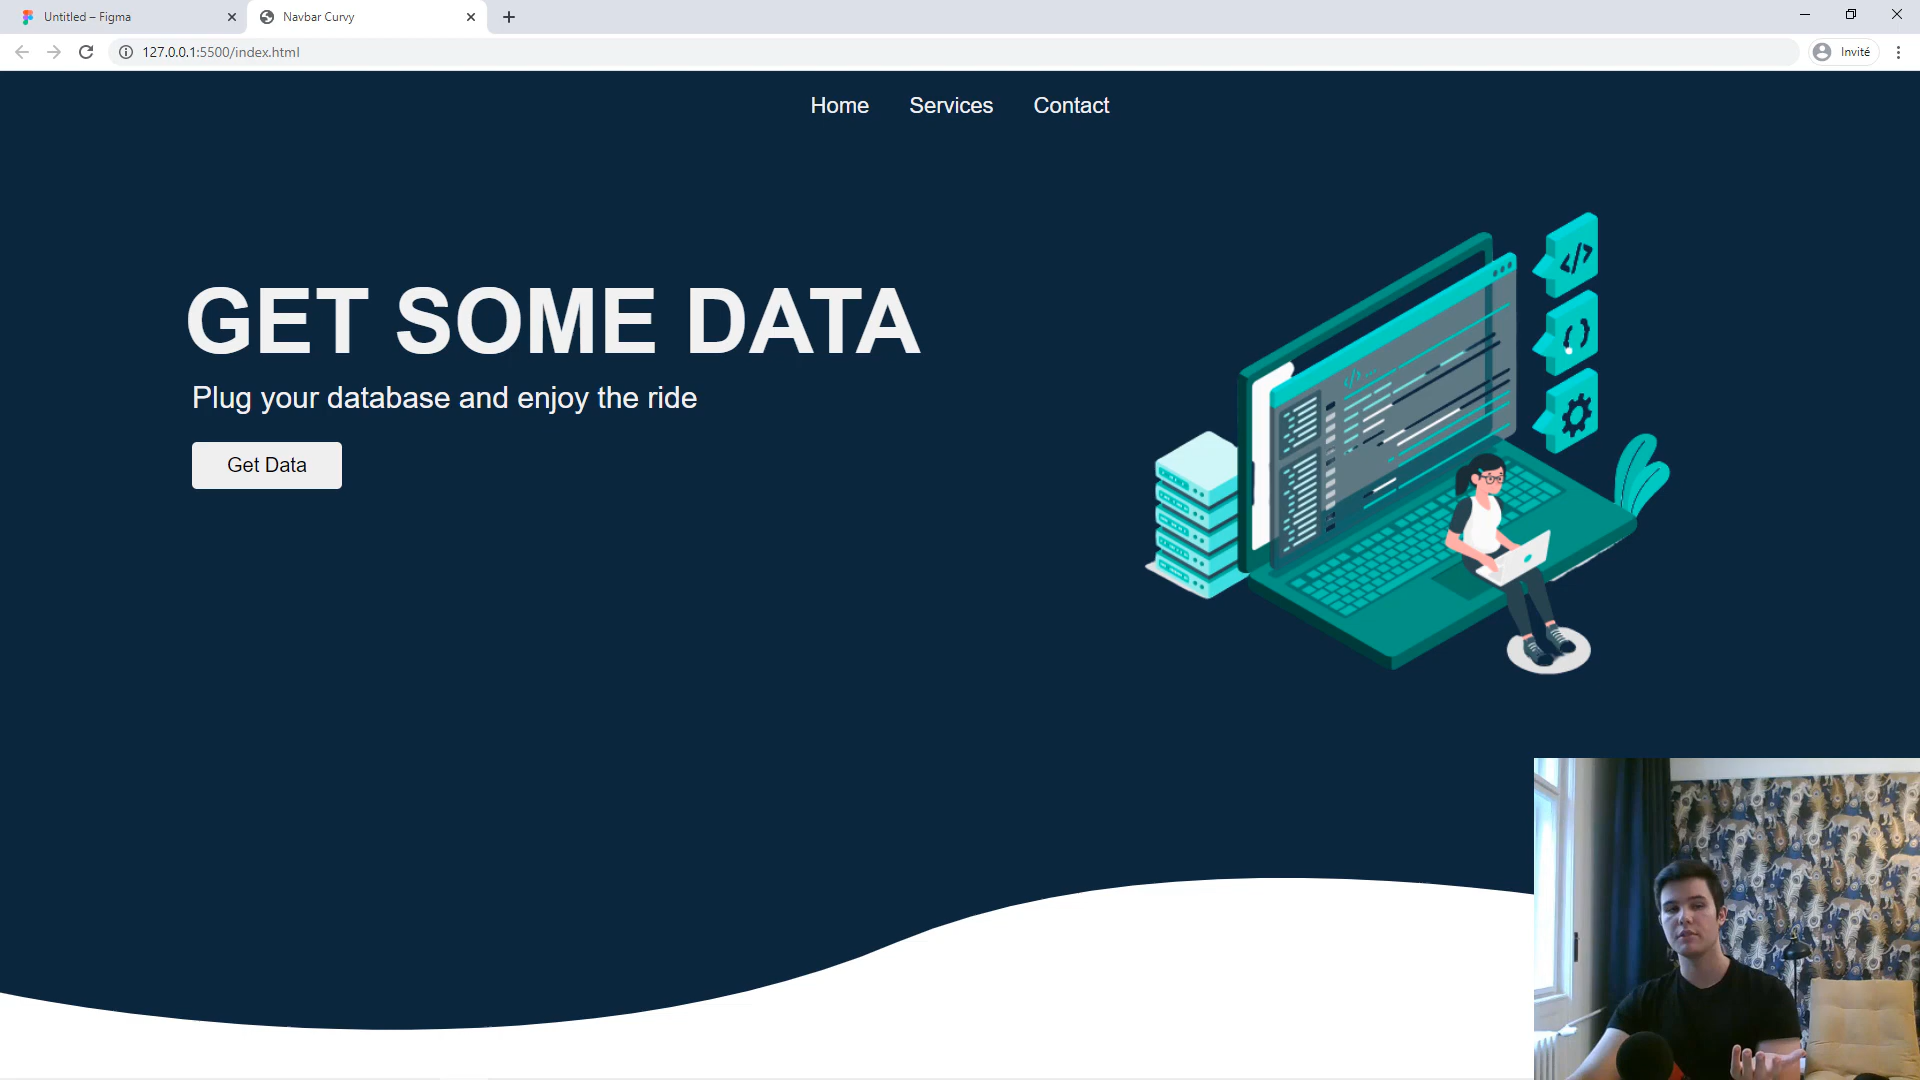 Untitled – Figma
Navbar Curvy
127.0.0.1:5500/index.html
Invité
Home Services Contact
GET SOME DATA
Plug your database and enjoy the ride
Get Data